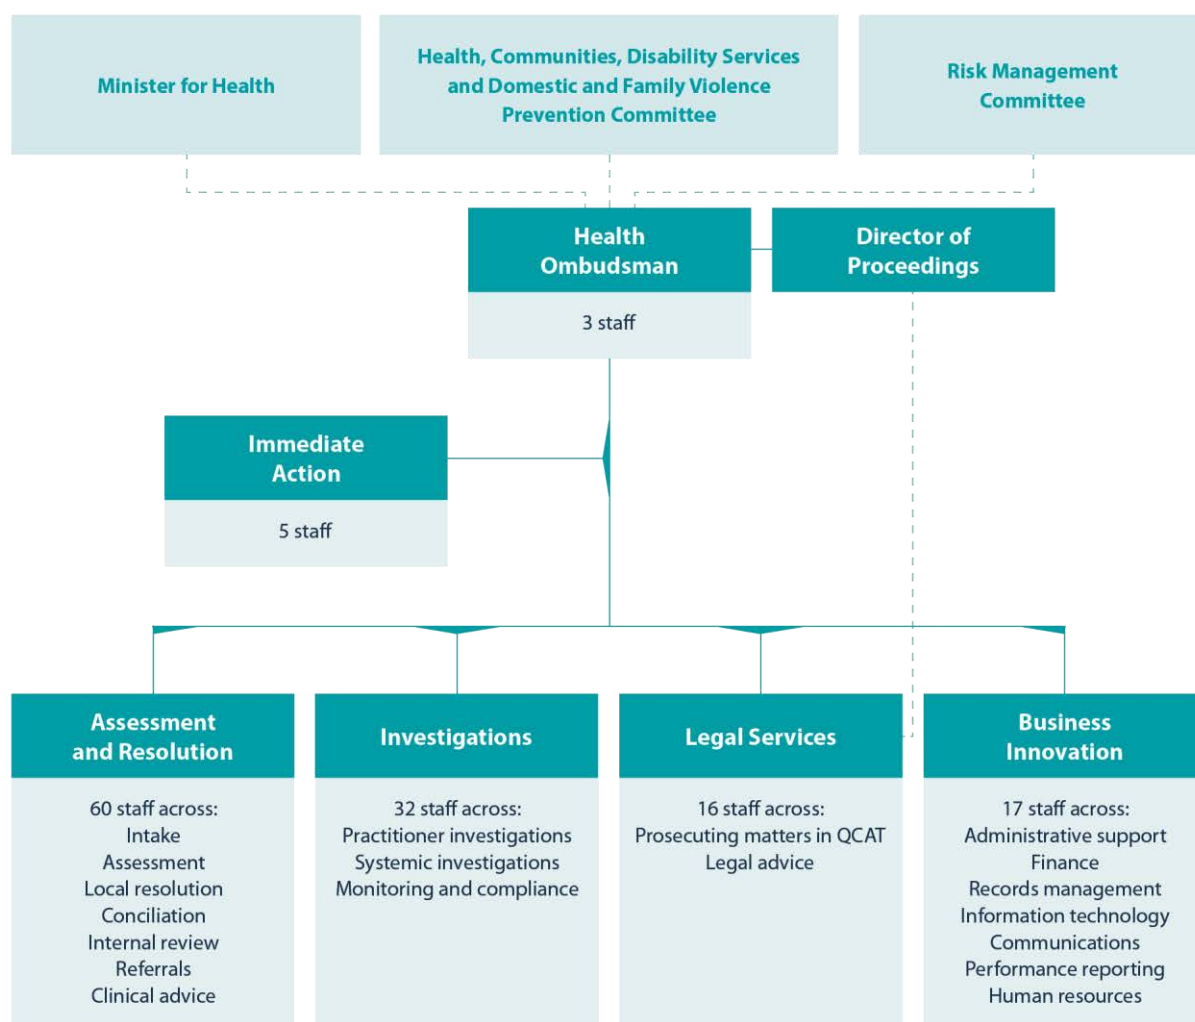 Minister for Health
Health, Communities, Disability Services
and Domestic and Family Violence
Prevention Committee
Risk Management
Committee
Health
Ombudsman
3 staff
Director of
Proceedings
Immediate
Action
5 staff
Assessment
and Resolution
60 staff across:
Intake
Assessment
Local resolution
Conciliation
Internal review
Referrals
Clinical advice
Investigations
32 staff across:
Practitioner investigations
Systemic investigations
Monitoring and compliance
Legal Services
16 staff across:
Prosecuting matters in QCAT
Legal advice
Business
Innovation
17 staff across:
Administrative support
Finance
Records management
Information technology
Communications
Performance reporting
Human resources